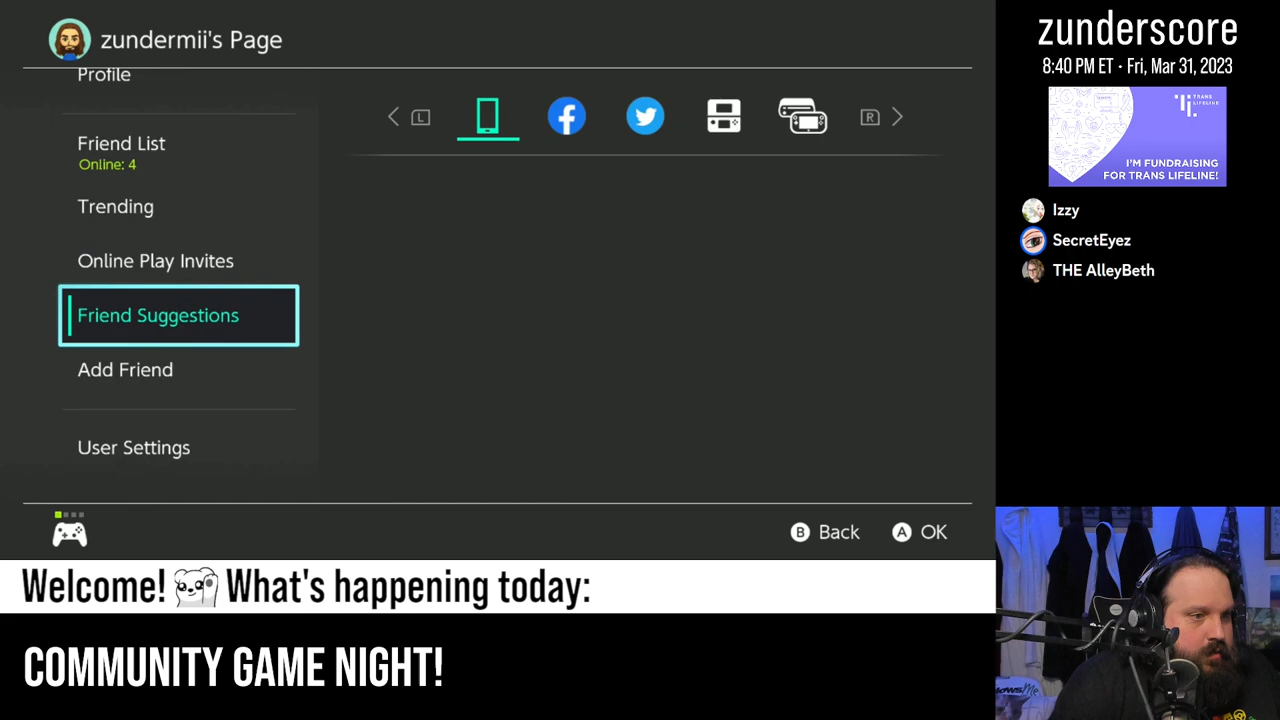 zundermii's Page
Profile
Friend List
Online: 4
Trending
Online Play Invites
Friend Suggestions
Add Friend
User Settings
L
R
B Back
A OK
zunderscore
8:40 PM ET · Fri, Mar 31, 2023
TRANS
LIFELINE
I'M FUNDRAISING
FOR TRANS LIFELINE!
Izzy
SecretEyez
THE AlleyBeth
Welcome! What's happening today:
COMMUNITY GAME NIGHT!